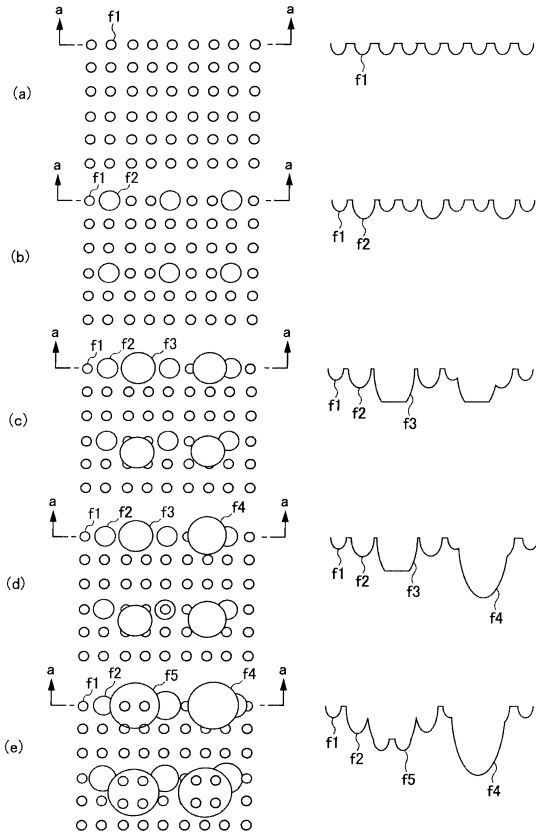 a f1 a
(a)
f1
a f1 f2 a
(b)
f1 f2
a f1 f2 f3 a
(c)
f1 f2 f3
a f1 f2 f3 f4 a
(d)
f1 f2 f3 f4
a f1 f2 f5 f4 a
(e)
f1 f2 f5 f4